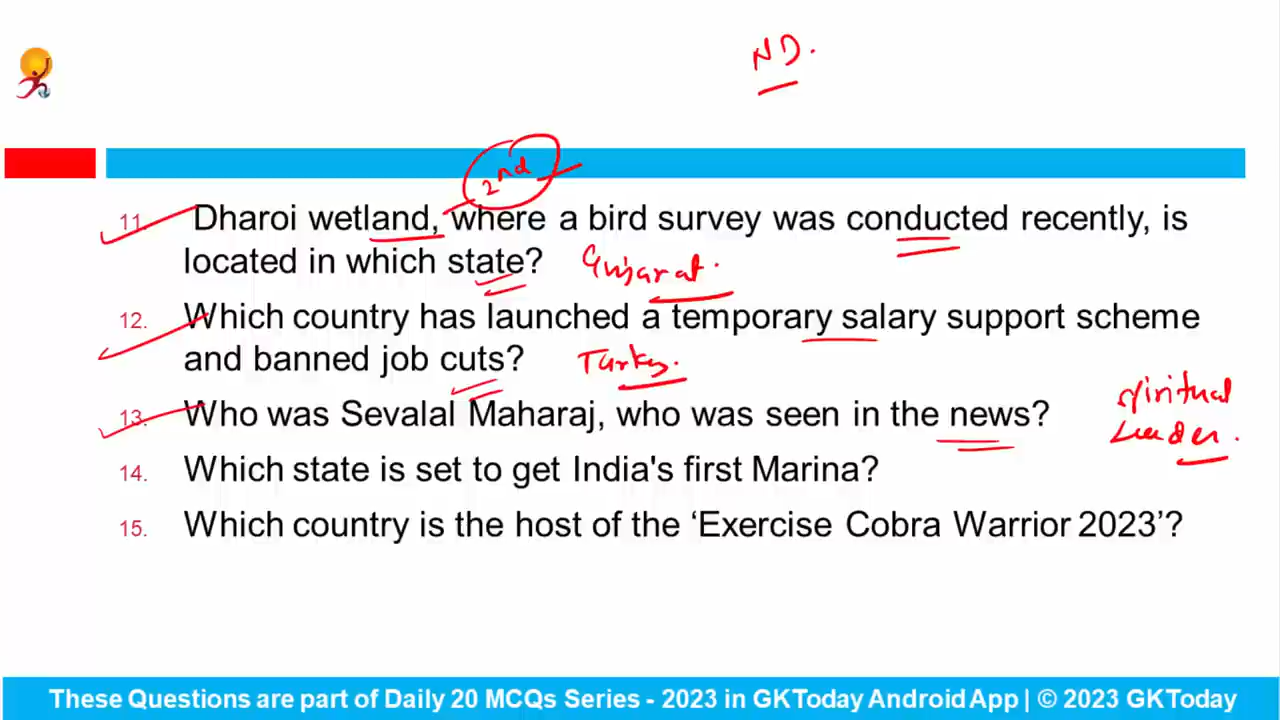 ND.
2nd
11. Dharoi wetland, where a bird survey was conducted recently, is
located in which state? Gujarat.
12. Which country has launched a temporary salary support scheme
and banned job cuts? Turkey.
13. Who was Sevalal Maharaj, who was seen in the news? spiritual
Leader.
14. Which state is set to get India's first Marina?
15. Which country is the host of the ‘Exercise Cobra Warrior 2023’?
These Questions are part of Daily 20 MCQs Series - 2023 in GKToday Android App | © 2023 GKToday